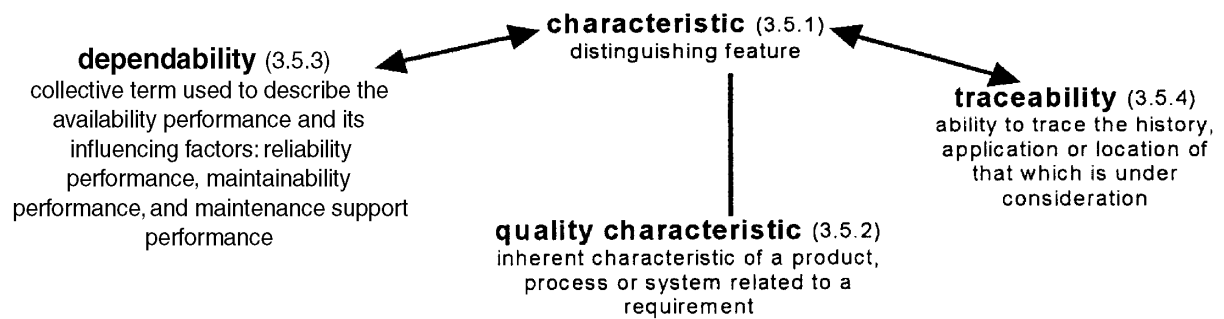 characteristic (3.5.1)
distinguishing feature
dependability (3.5.3)
collective term used to describe the
availability performance and its
influencing factors: reliability
performance, maintainability
performance, and maintenance support
performance
traceability (3.5.4)
ability to trace the history,
application or location of
that which is under
consideration
quality characteristic (3.5.2)
inherent characteristic of a product,
process or system related to a
requirement